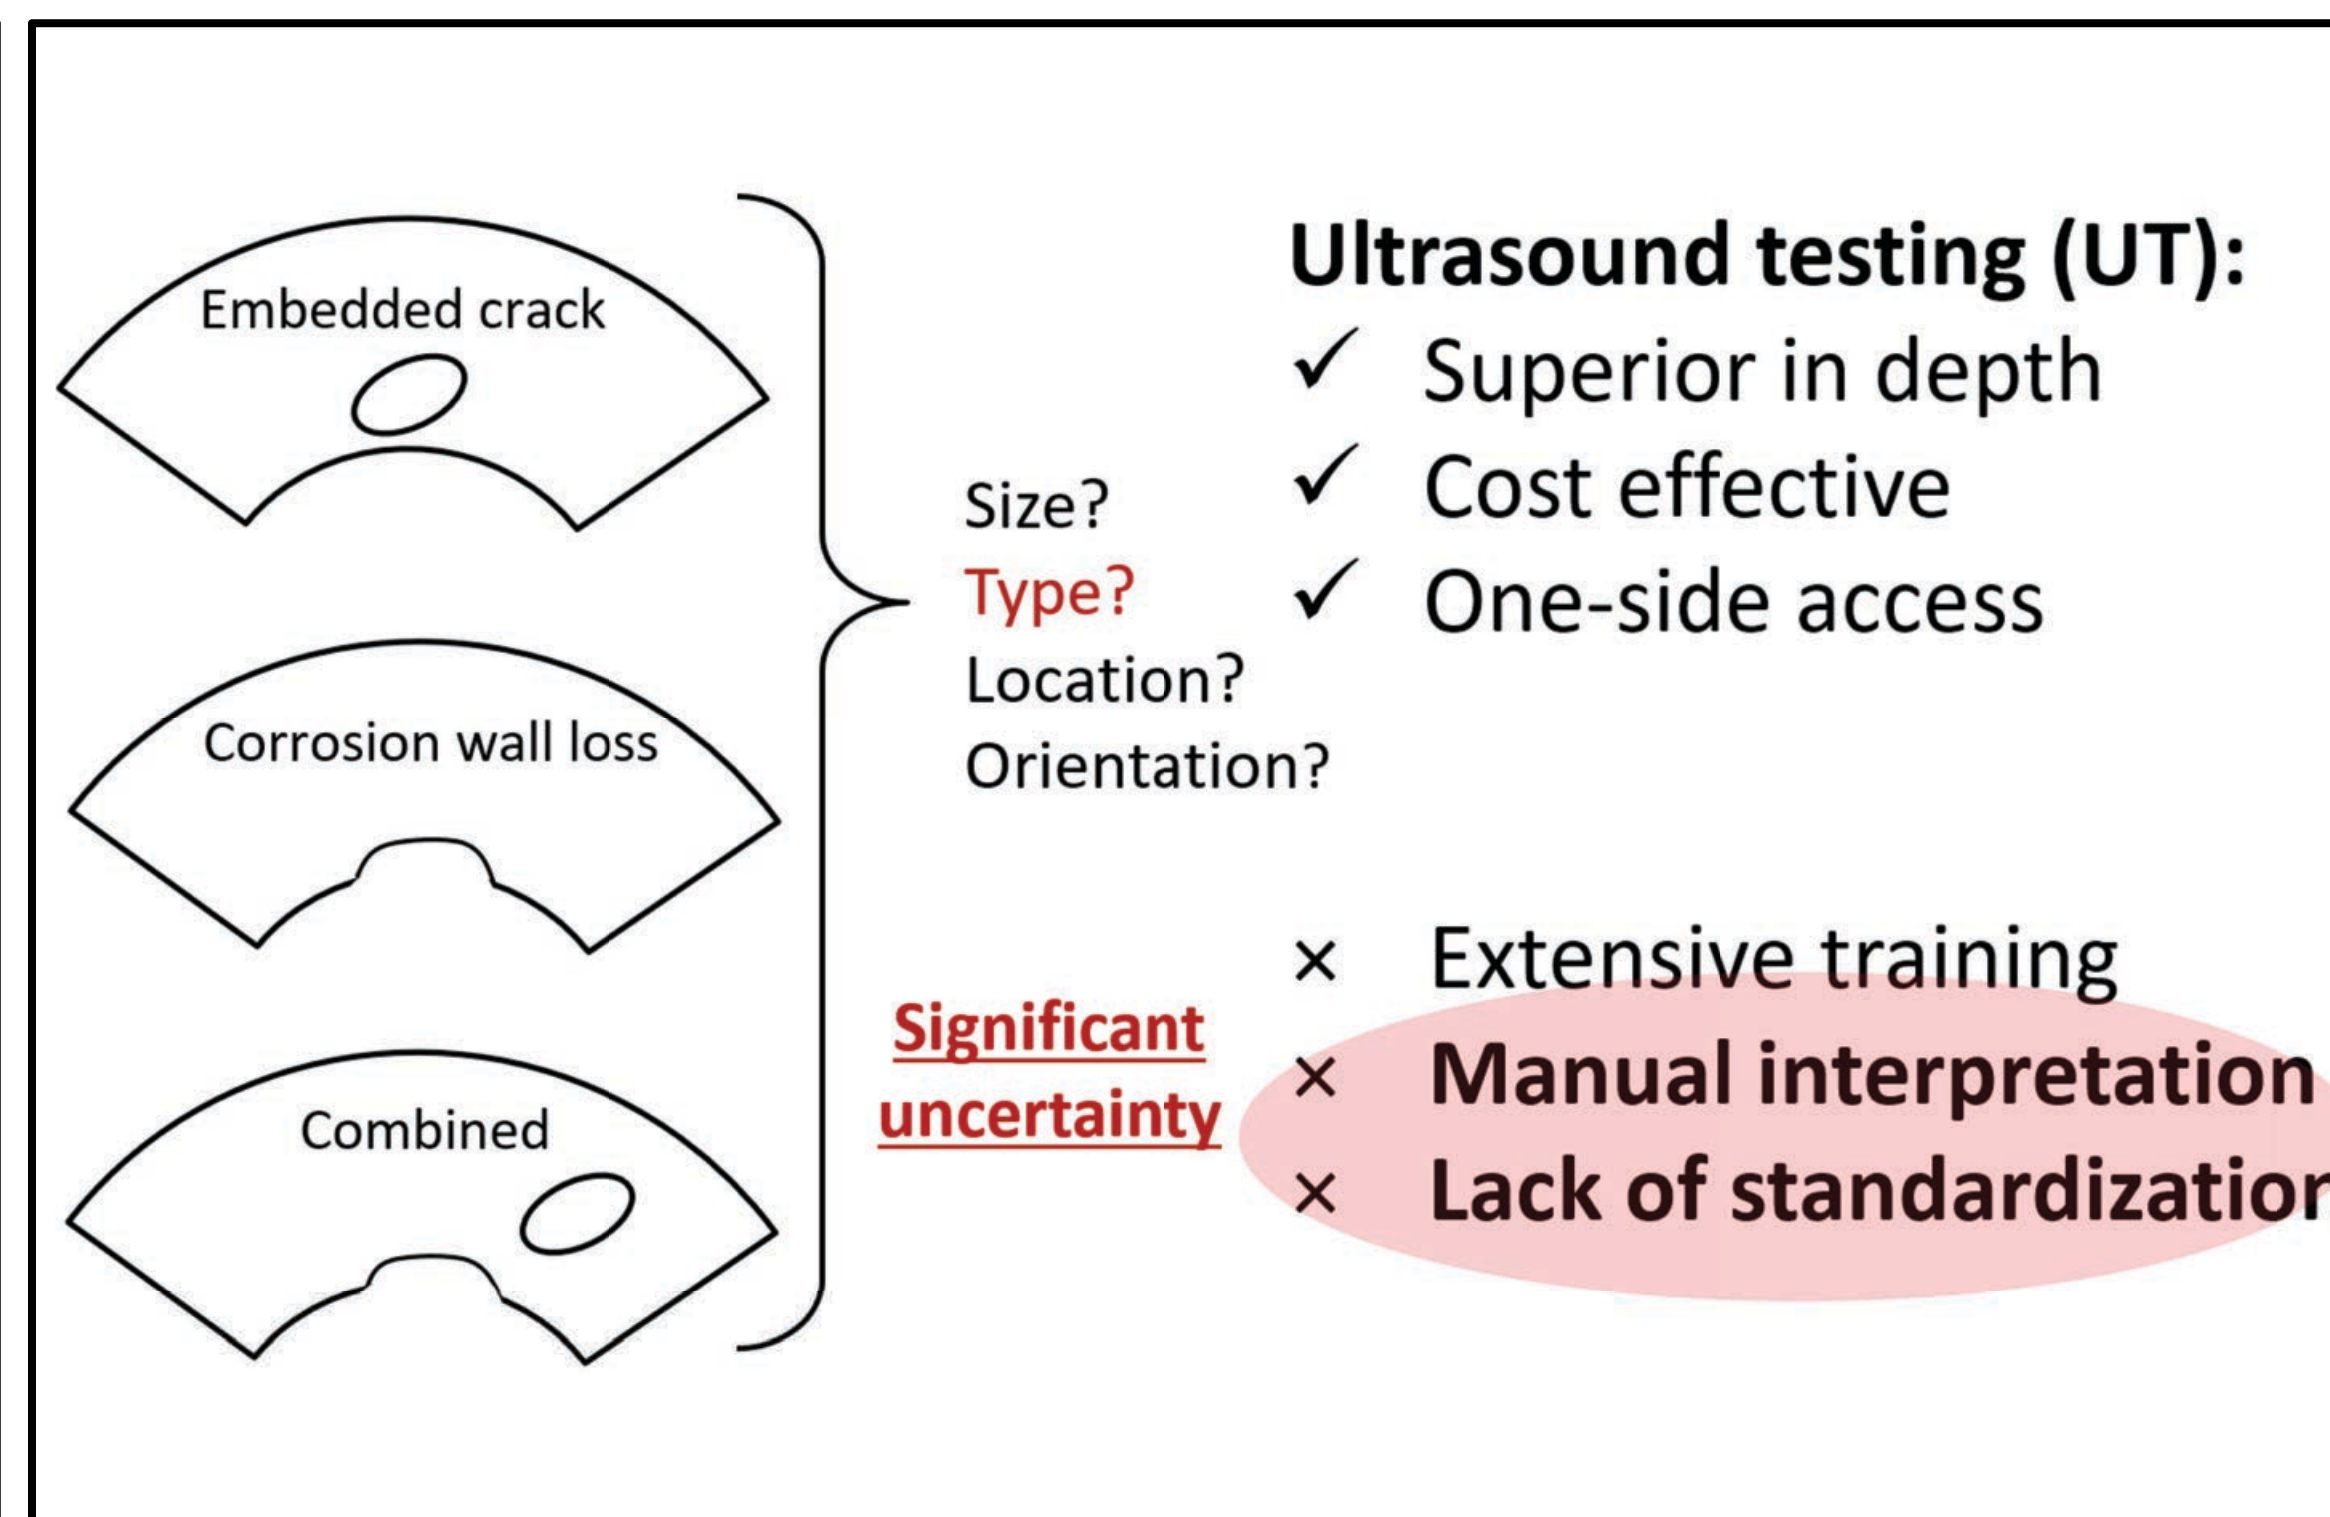 Embedded crack
Corrosion wall loss
Combined
Size?
Type?
Location?
Orientation?
Significant
uncertainty
Ultrasound testing (UT):
✓ Superior in depth
✓ Cost effective
✓ One-side access
× Extensive training
× Manual interpretation
× Lack of standardization